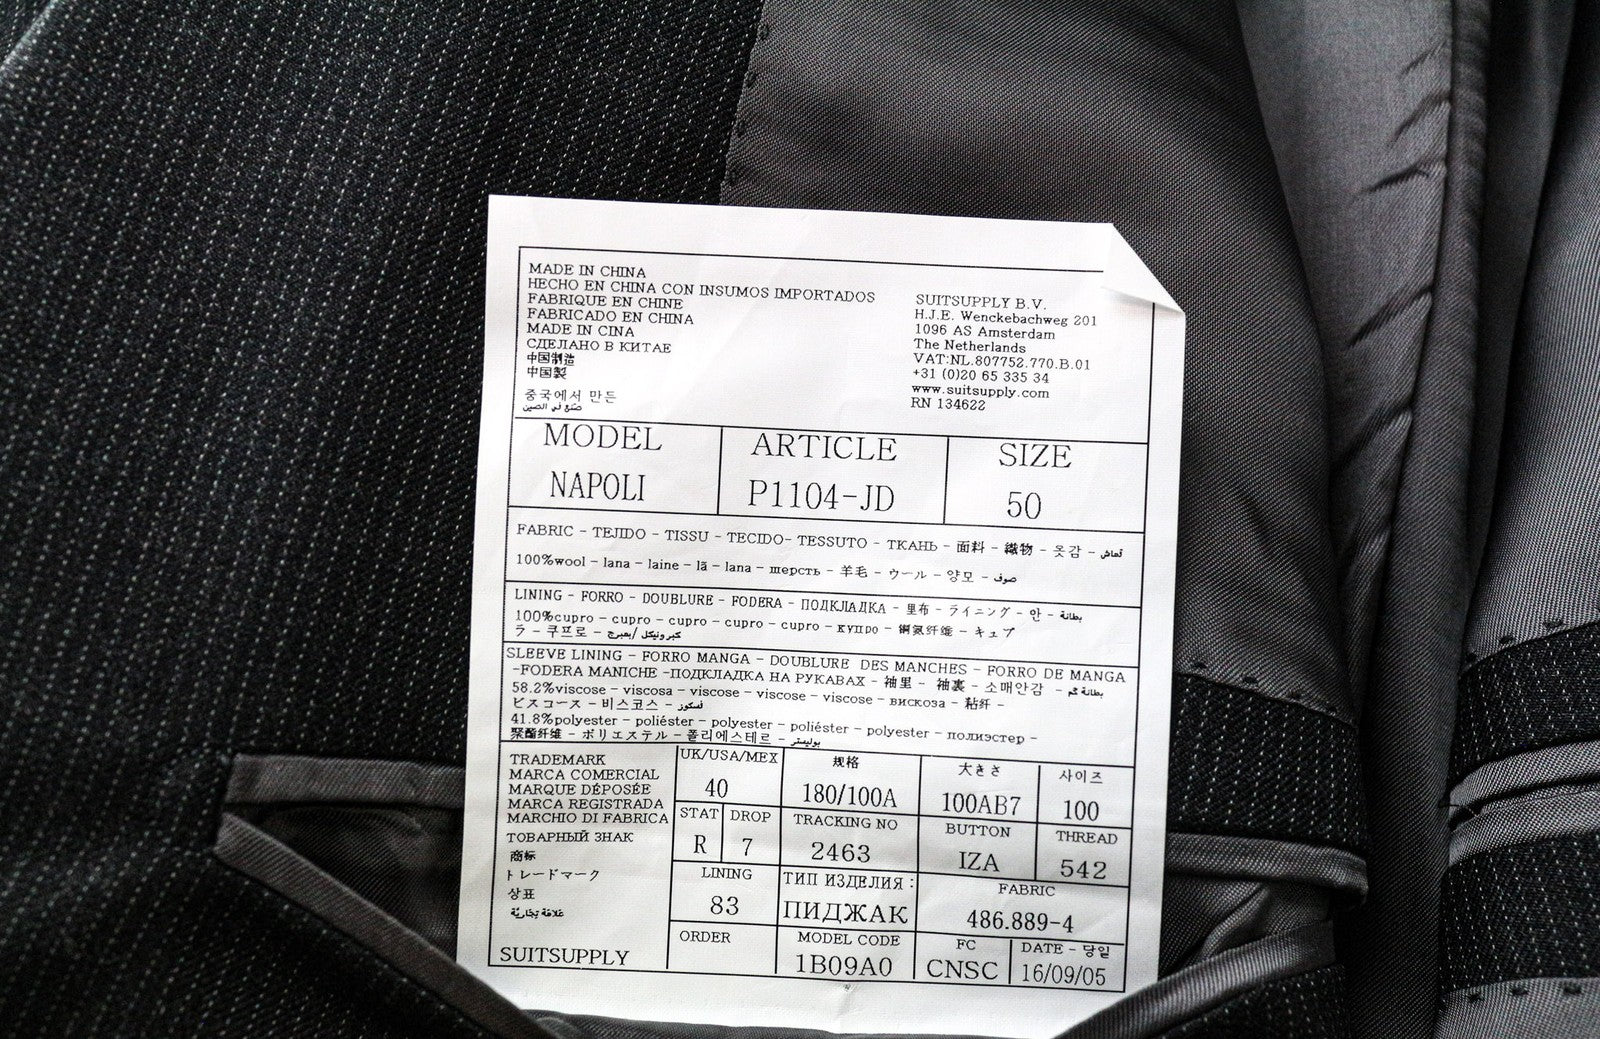 MADE IN CHINA
HECHO EN CHINA CON INSUMOS IMPORTADOS
FABRIQUE EN CHINE
FABRICADO EN CHINA
MADE IN CINA
СДЕЛАНО В КИТАЕ
中国制造
中国製
중국에서 만든
صنع في الصين
SUITSUPPLY B.V.
H.J.E. Wenckebachweg 201
1096 AS Amsterdam
The Netherlands
VAT:NL.807752.770.B.01
+31 (0)20 65 335 34
www.suitsupply.com
RN 134622
MODEL
NAPOLI
ARTICLE
P1104-JD
SIZE
50
FABRIC - TEJIDO - TISSU - TECIDO- TESSUTO - ТКАНЬ - 面料 - 織物 - 옷감 - قماش
100%wool - lana - laine - lã - lana - шерсть - 羊毛 - ウール - 양모 - صوف
LINING - FORRO - DOUBLURE - FODERA - ПОДКЛАДКА - 里布 - ライニング - 안 - بطانة
100%cupro - cupro - cupro - cupro - cupro - купро - 铜氨纤维 - キュプ
ラ - 쿠프로 - كبرونيكل /بمبرج
SLEEVE LINING - FORRO MANGA - DOUBLURE DES MANCHES - FORRO DE MANGA
-FODERA MANICHE -ПОДКЛАДКА НА РУКАВАХ - 袖里 - 袖裏 - 소매안감 - بطانة كم
58.2%viscose - viscosa - viscose - viscose - viscose - вискоза - 粘纤 -
ビスコース - 비스코스 - فسكوز
41.8%polyester - poliéster - polyester - poliéster - polyester - полиэстер -
聚酯纤维 - ポリエステル - 폴리에스테르 - بوليستر
TRADEMARK
MARCA COMERCIAL
MARQUE DÉPOSÉE
MARCA REGISTRADA
MARCHIO DI FABRICA
ТОВАРНЫЙ ЗНАК
商标
トレードマーク
상표
علامة تجارية
SUITSUPPLY
UK/USA/MEX
40
规格
180/100A
大きさ
100AB7
사이즈
100
STAT
R
DROP
7
TRACKING NO
2463
BUTTON
IZA
THREAD
542
LINING
83
ТИП ИЗДЕЛИЯ:
ПИДЖАК
FABRIC
486.889-4
ORDER
MODEL CODE
1B09A0
FC
CNSC
DATE - 당일
16/09/05